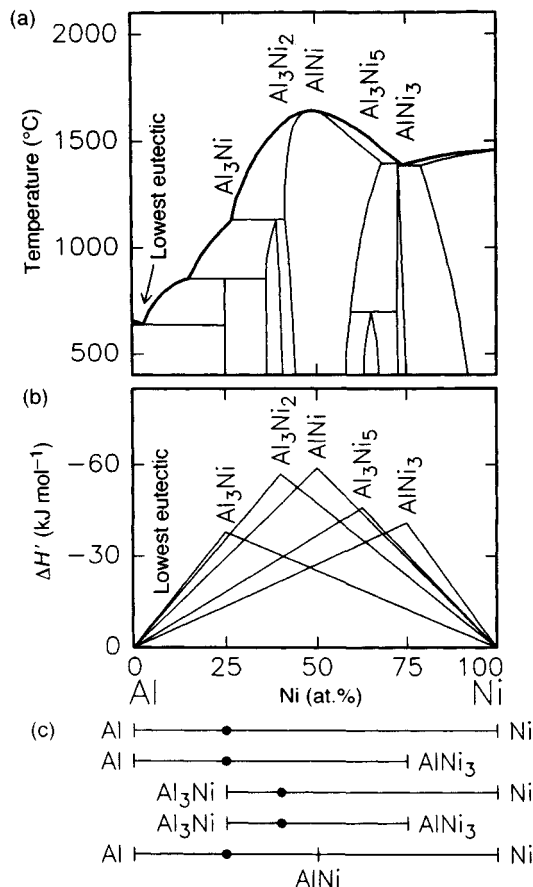 (a)
2000
1500
1000
500
Temperature (°C)
Lowest eutectic
Al₃Ni
Al₃Ni₂
AlNi
Al₃Ni₅
AlNi₃
(b)
−60
−30
0
ΔH′ (kJ mol⁻¹)
Lowest eutectic
Al₃Ni
Al₃Ni₂
AlNi
Al₃Ni₅
AlNi₃
0 25 50 75 100
Al Ni (at.%) Ni
(c)
Al Ni
Al AlNi₃
Al₃Ni Ni
Al₃Ni AlNi₃
Al Ni
AlNi